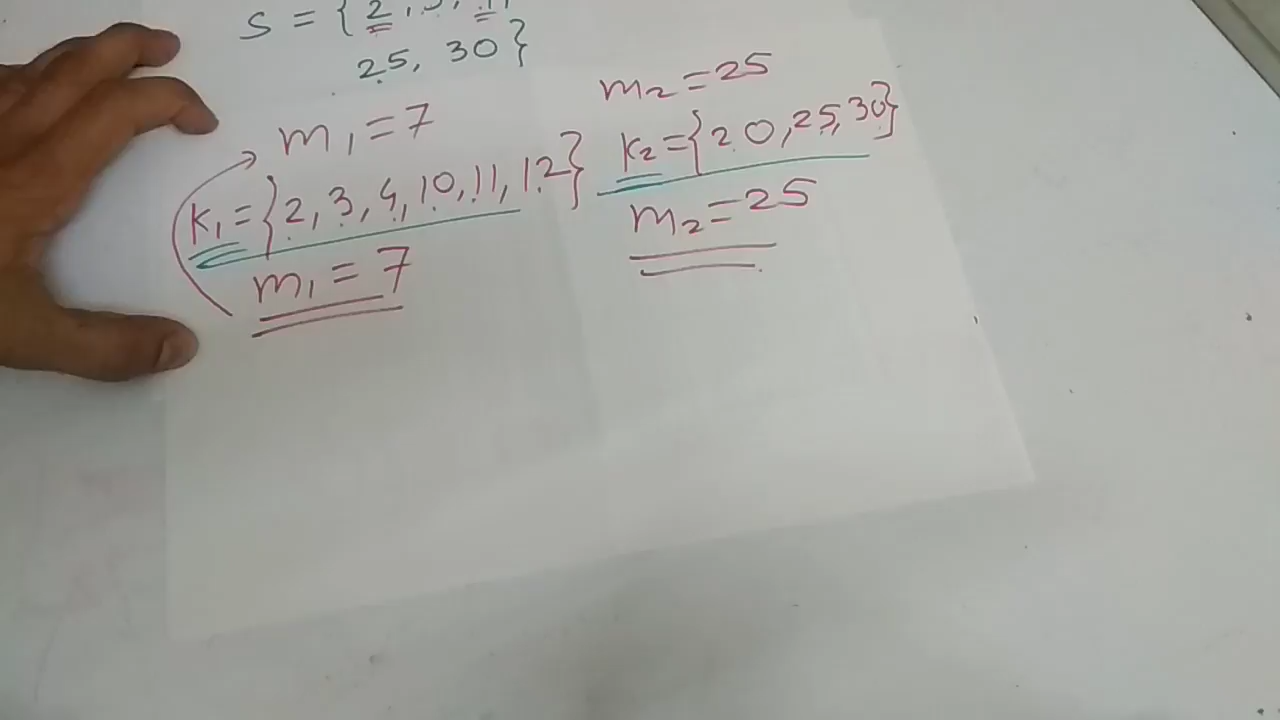 S = {2,
25, 30}
m₁ = 7
K₁ = {2, 3, 4, 10, 11, 12}
m₁ = 7
m₂ = 25
K₂ = {20, 25, 30}
m₂ = 25